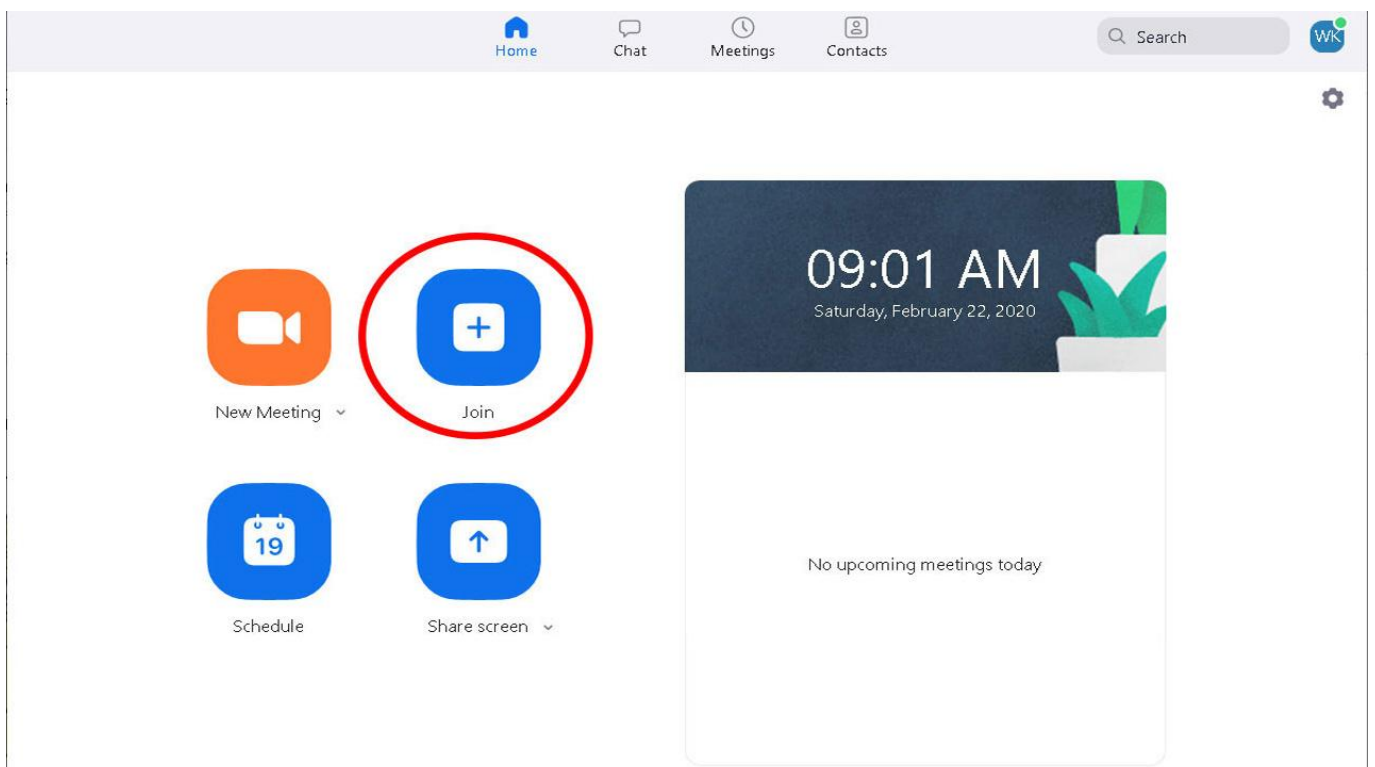 Home
Chat
Meetings
Contacts
Search
WK
09:01 AM
Saturday, February 22, 2020
New Meeting
Join
19
Schedule
Share screen
No upcoming meetings today